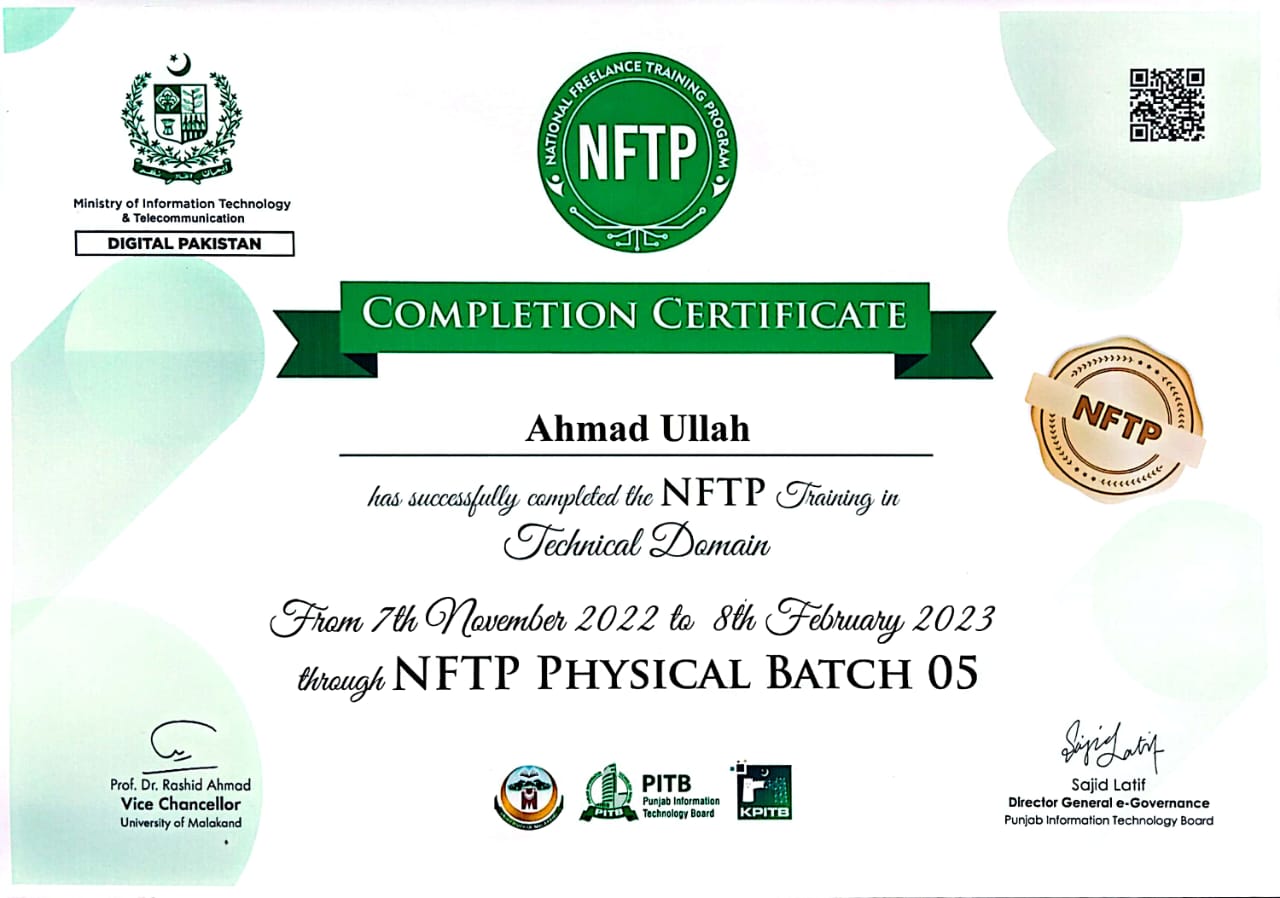 Ministry of Information Technology
& Telecommunication
DIGITAL PAKISTAN
NATIONAL FREELANCE TRAINING PROGRAM
NFTP
COMPLETION CERTIFICATE
NFTP
Ahmad Ullah
has successfully completed the NFTP Training in
Technical Domain
From 7th November 2022 to 8th February 2023
through NFTP PHYSICAL BATCH 05
Prof. Dr. Rashid Ahmad
Vice Chancellor
University of Malakand
PITB
PITB
Punjab Information
Technology Board
KPITB
Sajid Latif
Sajid Latif
Director General e-Governance
Punjab Information Technology Board